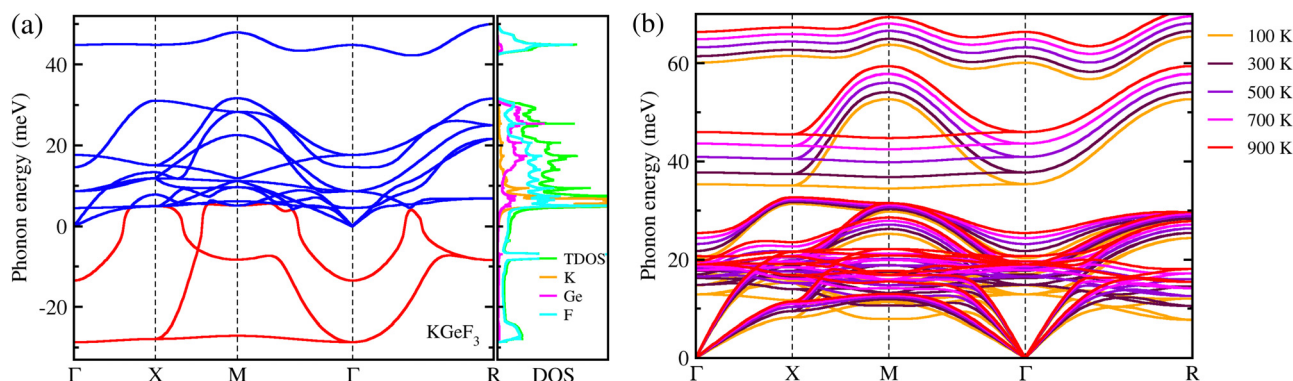 (a)
Phonon energy (meV)
40
20
0
-20
Γ X M Γ R
KGeF3
TDOS
K
Ge
F
DOS
(b)
Phonon energy (meV)
60
40
20
0
Γ X M Γ R
100 K
300 K
500 K
700 K
900 K